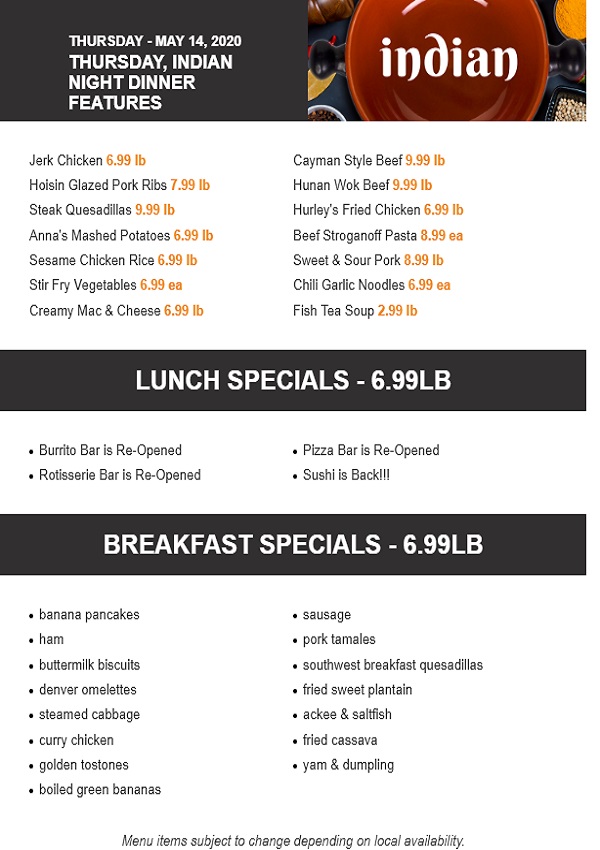 THURSDAY - MAY 14, 2020
THURSDAY, INDIAN
NIGHT DINNER
FEATURES
indian
Jerk Chicken 6.99 lb
Hoisin Glazed Pork Ribs 7.99 lb
Steak Quesadillas 9.99 lb
Anna's Mashed Potatoes 6.99 lb
Sesame Chicken Rice 6.99 lb
Stir Fry Vegetables 6.99 ea
Creamy Mac & Cheese 6.99 lb
Cayman Style Beef 9.99 lb
Hunan Wok Beef 9.99 lb
Hurley's Fried Chicken 6.99 lb
Beef Stroganoff Pasta 8.99 ea
Sweet & Sour Pork 8.99 lb
Chili Garlic Noodles 6.99 ea
Fish Tea Soup 2.99 lb
LUNCH SPECIALS - 6.99LB
• Burrito Bar is Re-Opened
• Rotisserie Bar is Re-Opened
• Pizza Bar is Re-Opened
• Sushi is Back!!!
BREAKFAST SPECIALS - 6.99LB
• banana pancakes
• ham
• buttermilk biscuits
• denver omelettes
• steamed cabbage
• curry chicken
• golden tostones
• boiled green bananas
• sausage
• pork tamales
• southwest breakfast quesadillas
• fried sweet plantain
• ackee & saltfish
• fried cassava
• yam & dumpling
Menu items subject to change depending on local availability.